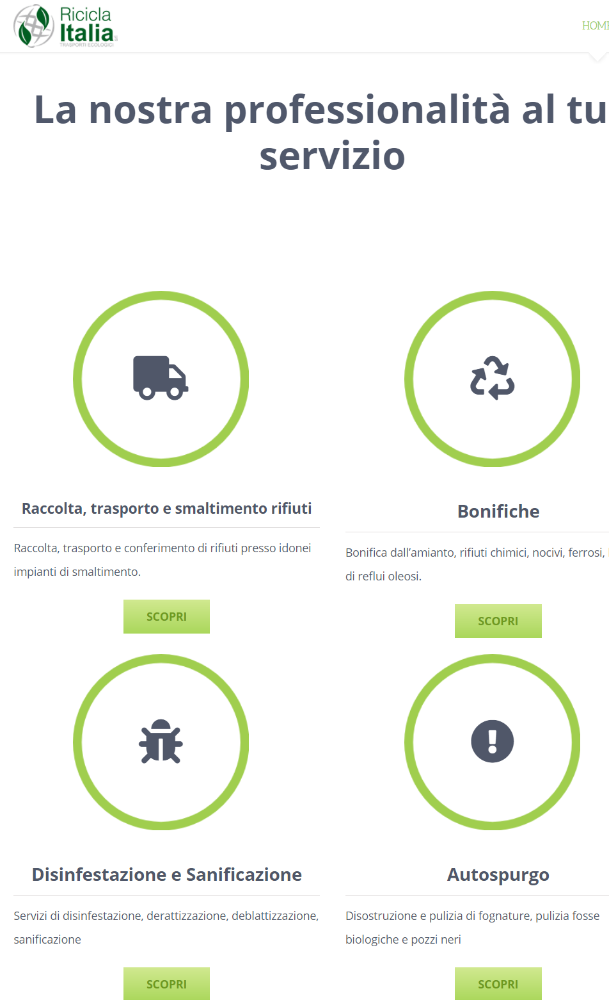 Ricicla
Italia srl
TRASPORTI ECOLOGICI
HOME
La nostra professionalità al tu
servizio
Raccolta, trasporto e smaltimento rifiuti
Raccolta, trasporto e conferimento di rifiuti presso idonei
impianti di smaltimento.
SCOPRI
Bonifiche
Bonifica dall’amianto, rifiuti chimici, nocivi, ferrosi,
di reflui oleosi.
SCOPRI
Disinfestazione e Sanificazione
Servizi di disinfestazione, derattizzazione, deblattizzazione,
sanificazione
SCOPRI
Autospurgo
Disostruzione e pulizia di fognature, pulizia fosse
biologiche e pozzi neri
SCOPRI